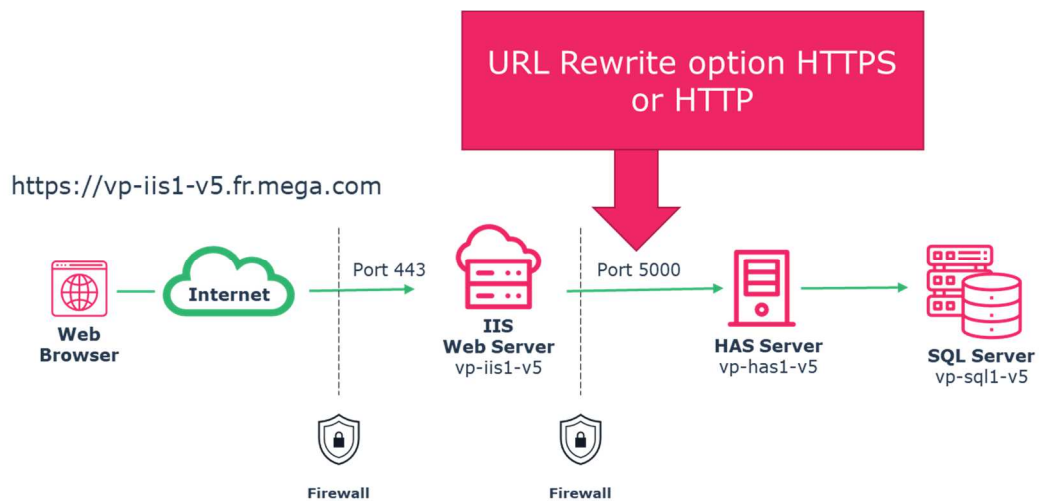 URL Rewrite option HTTPS
or HTTP
https://vp-iis1-v5.fr.mega.com
Port 443
Port 5000
Internet
Web
Browser
IIS
Web Server
vp-iis1-v5
HAS Server
vp-has1-v5
SQL Server
vp-sql1-v5
Firewall
Firewall